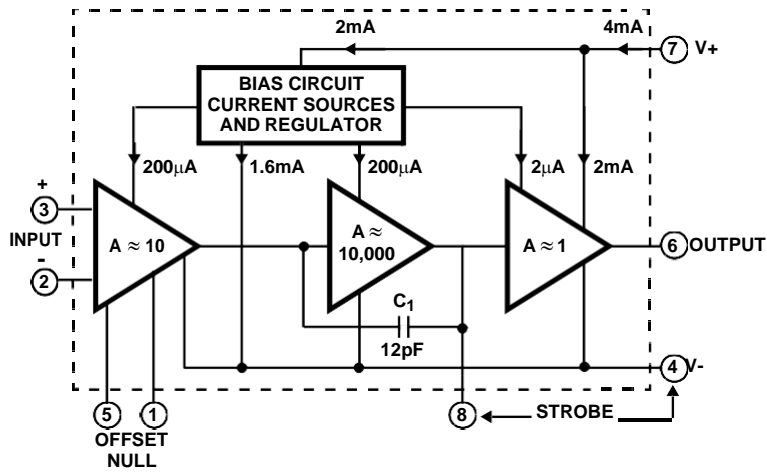 2mA
4mA
7
V+
BIAS CIRCUIT
CURRENT SOURCES
AND REGULATOR
200μA
1.6mA
200μA
2μA
2mA
+
3
INPUT
-
2
A ≈ 10
A ≈
10,000
A ≈ 1
6
OUTPUT
C1
12pF
4
V-
5
1
8
STROBE
OFFSET
NULL